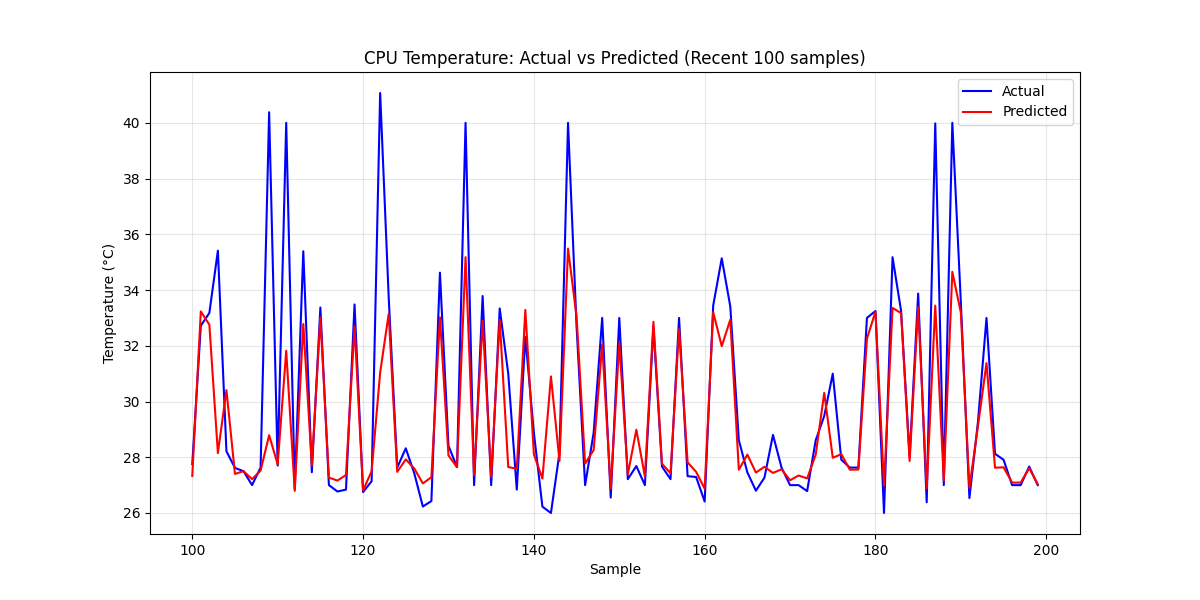 CPU Temperature: Actual vs Predicted (Recent 100 samples)
Actual
Predicted
40
38
36
34
32
30
28
26
Temperature (°C)
100
120
140
160
180
200
Sample